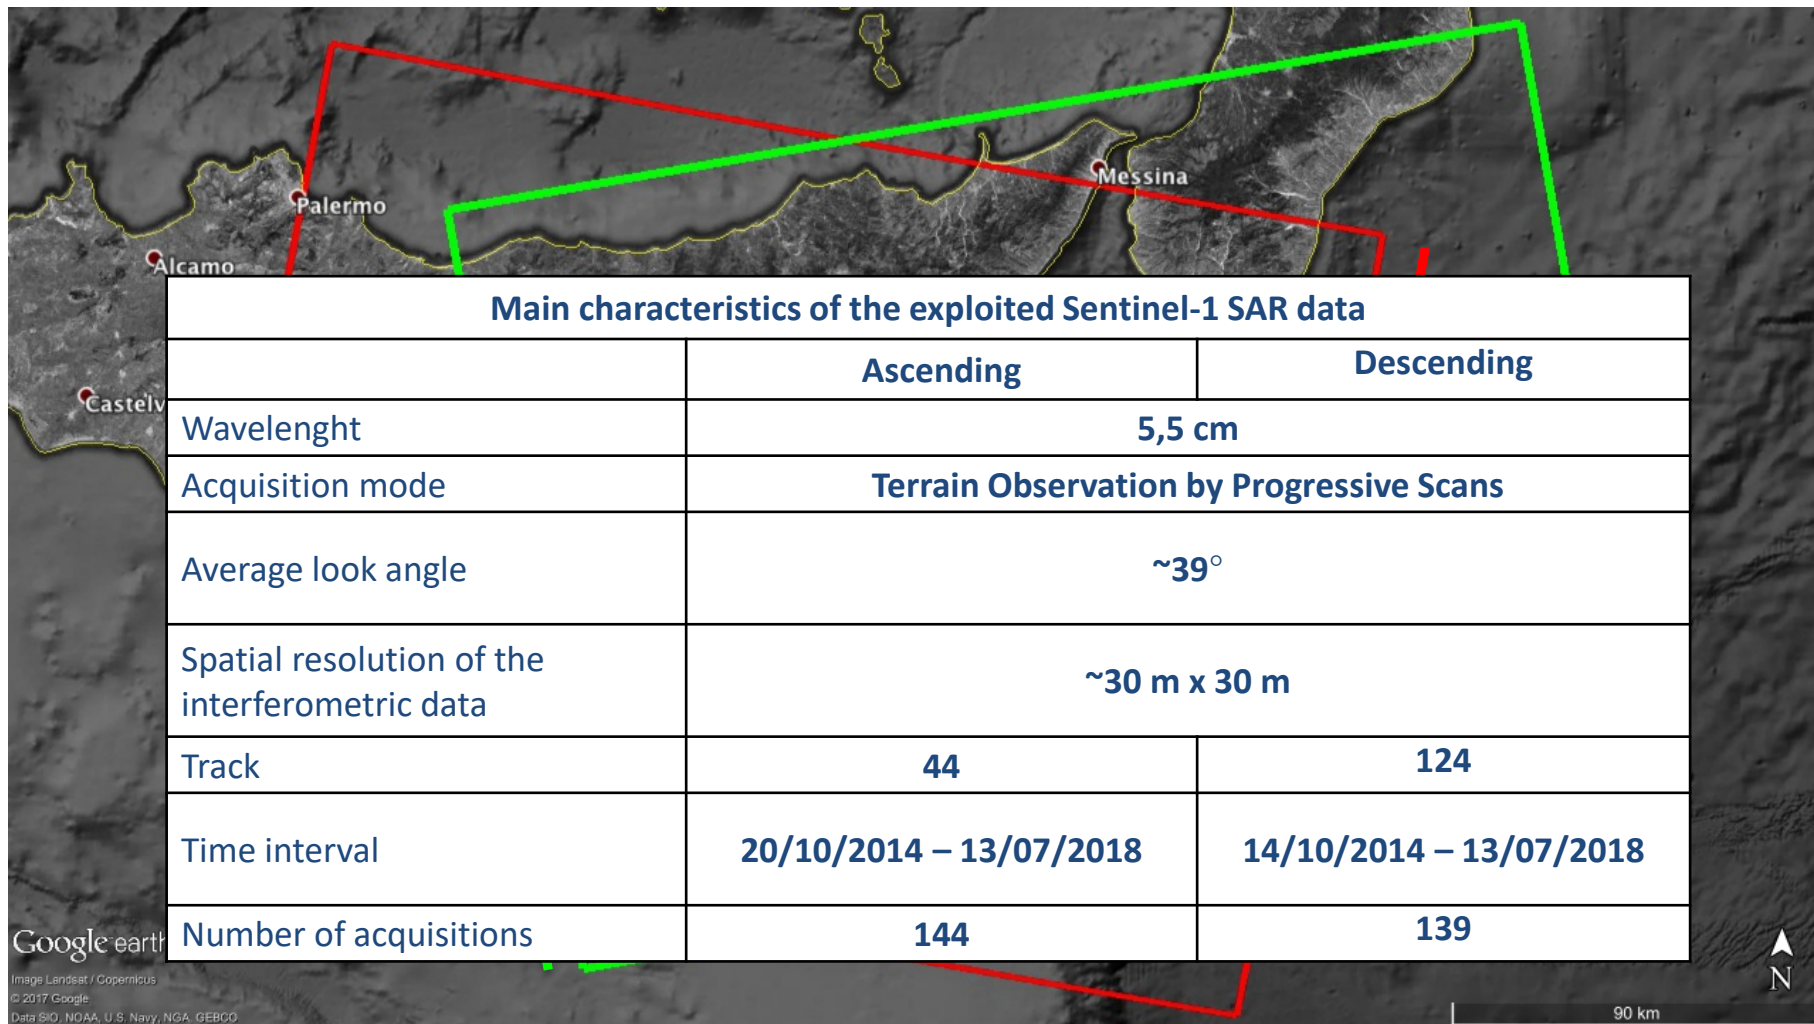 Messina
Palermo
Alcamo
Main characteristics of the exploited Sentinel-1 SAR data
Ascending Descending
Castelv
Wavelenght 5,5 cm
Acquisition mode Terrain Observation by Progressive Scans
Average look angle ~39°
Spatial resolution of the
interferometric data
~30 m x 30 m
Track 44 124
Time interval 20/10/2014 – 13/07/2018 14/10/2014 – 13/07/2018
Number of acquisitions 144 139
Google earth
Image Landsat / Copernicus
© 2017 Google
Data SIO, NOAA, U.S. Navy, NGA, GEBCO
N
90 km